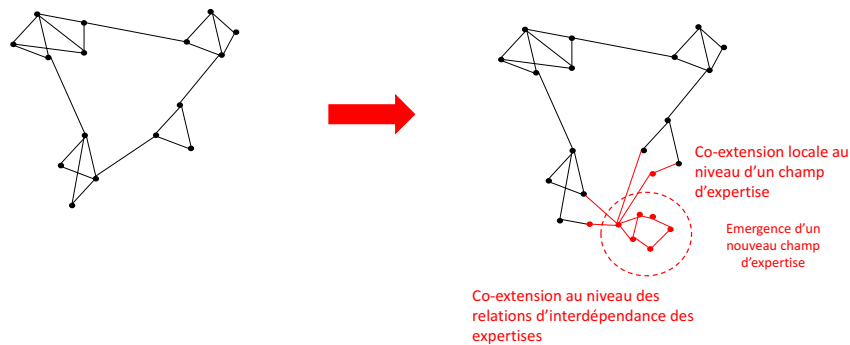 Co-extension locale au
niveau d’un champ
d’expertise
Emergence d’un
nouveau champ
d’expertise
Co-extension au niveau des
relations d’interdépendance des
expertises